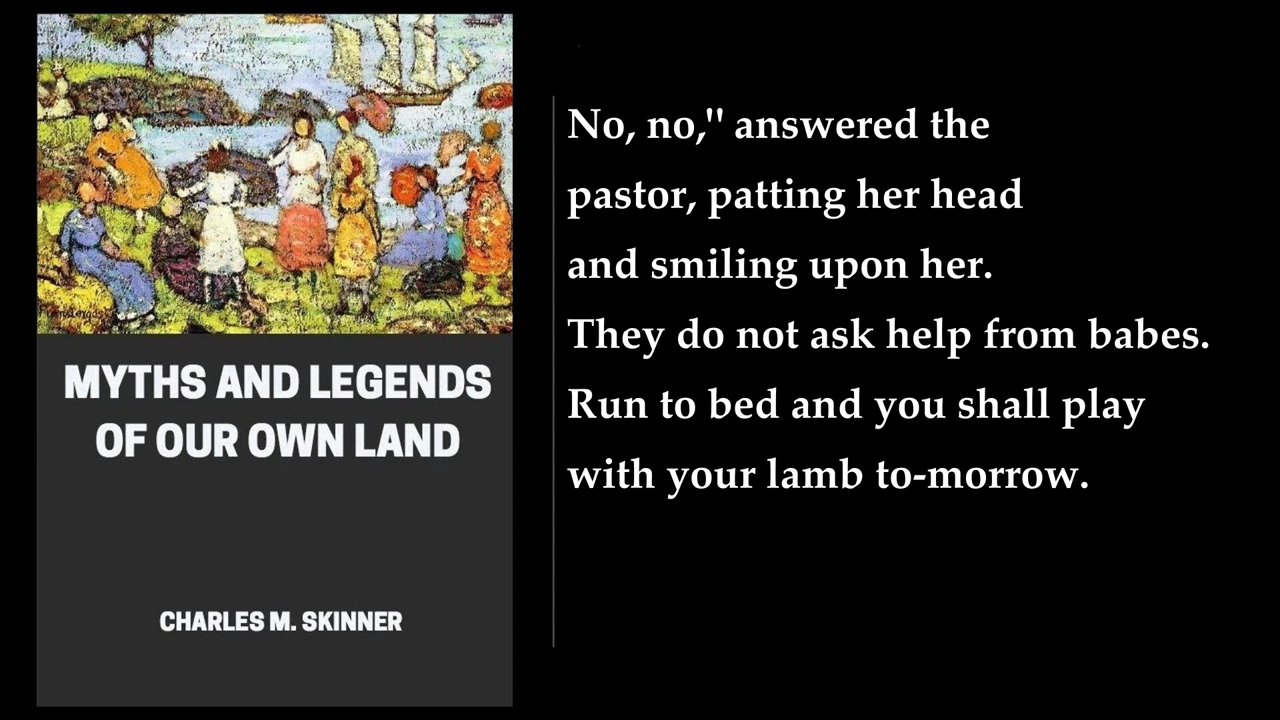 MYTHS AND LEGENDS
OF OUR OWN LAND
CHARLES M. SKINNER
No, no," answered the
pastor, patting her head
and smiling upon her.
They do not ask help from babes.
Run to bed and you shall play
with your lamb to-morrow.